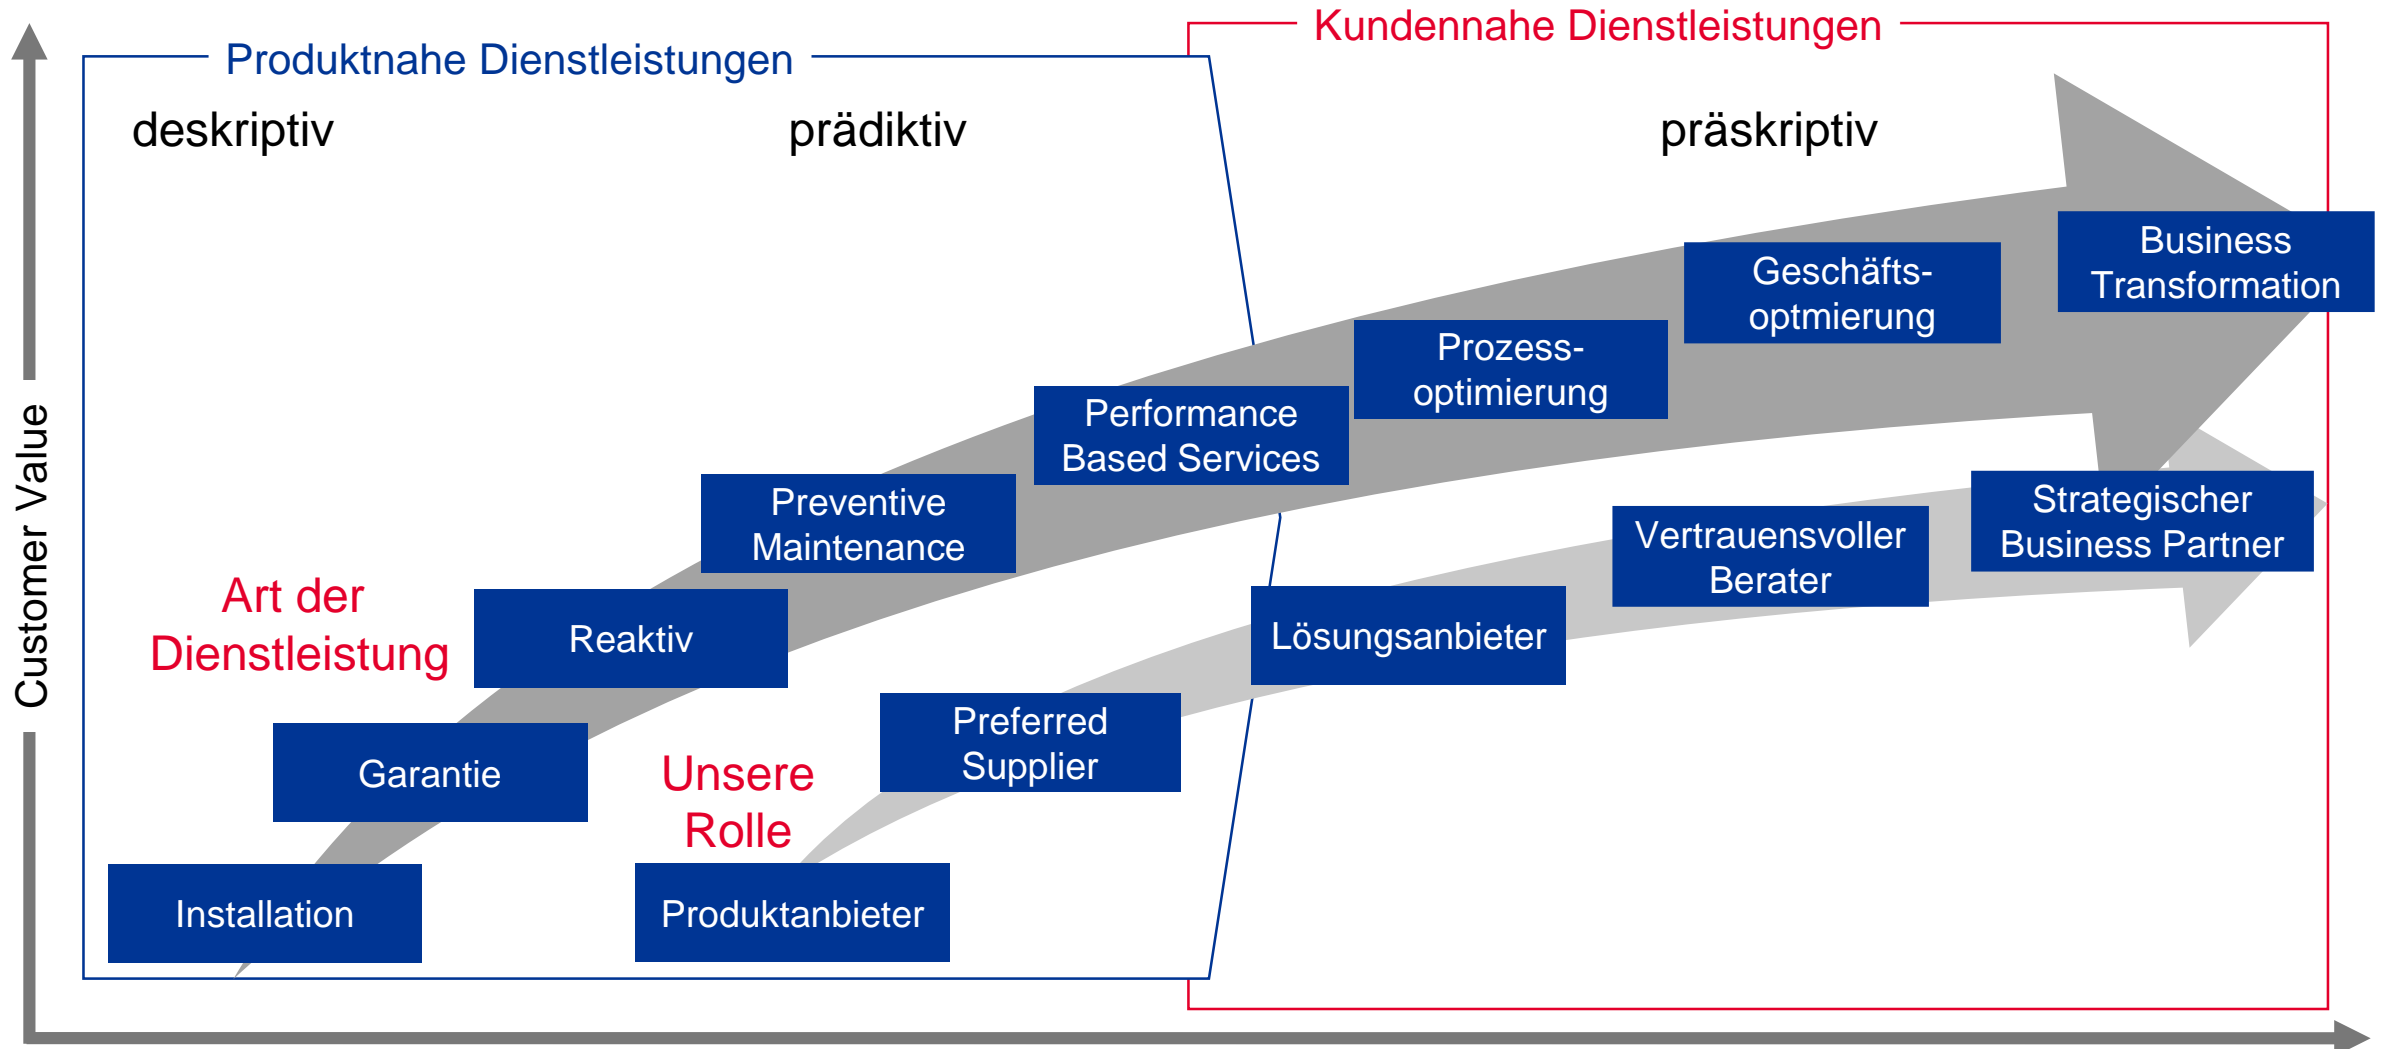 Kundennahe Dienstleistungen
Produktnahe Dienstleistungen
deskriptiv
prädiktiv
präskriptiv
Customer Value
Business
Transformation
Geschäfts-
optmierung
Prozess-
optimierung
Performance
Based Services
Preventive
Maintenance
Art der
Dienstleistung
Reaktiv
Garantie
Installation
Strategischer
Business Partner
Vertrauensvoller
Berater
Lösungsanbieter
Preferred
Supplier
Unsere
Rolle
Produktanbieter